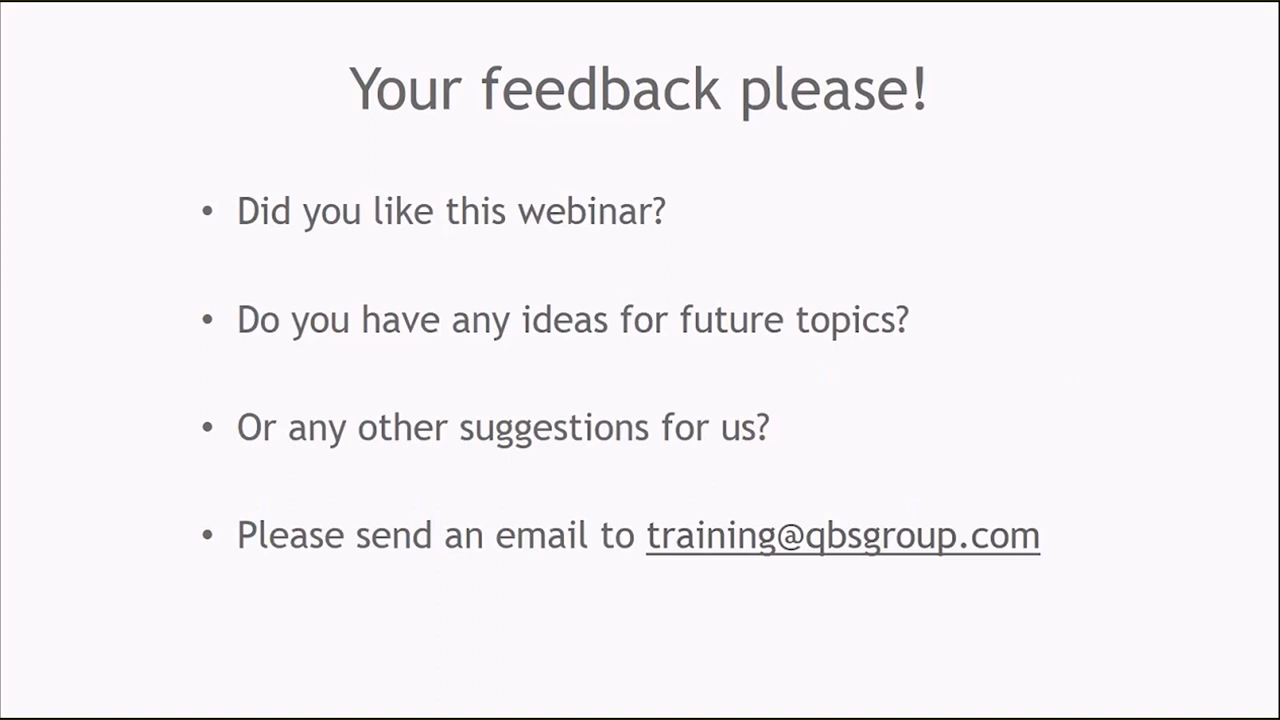 Your feedback please!
• Did you like this webinar?
• Do you have any ideas for future topics?
• Or any other suggestions for us?
• Please send an email to training@qbsgroup.com